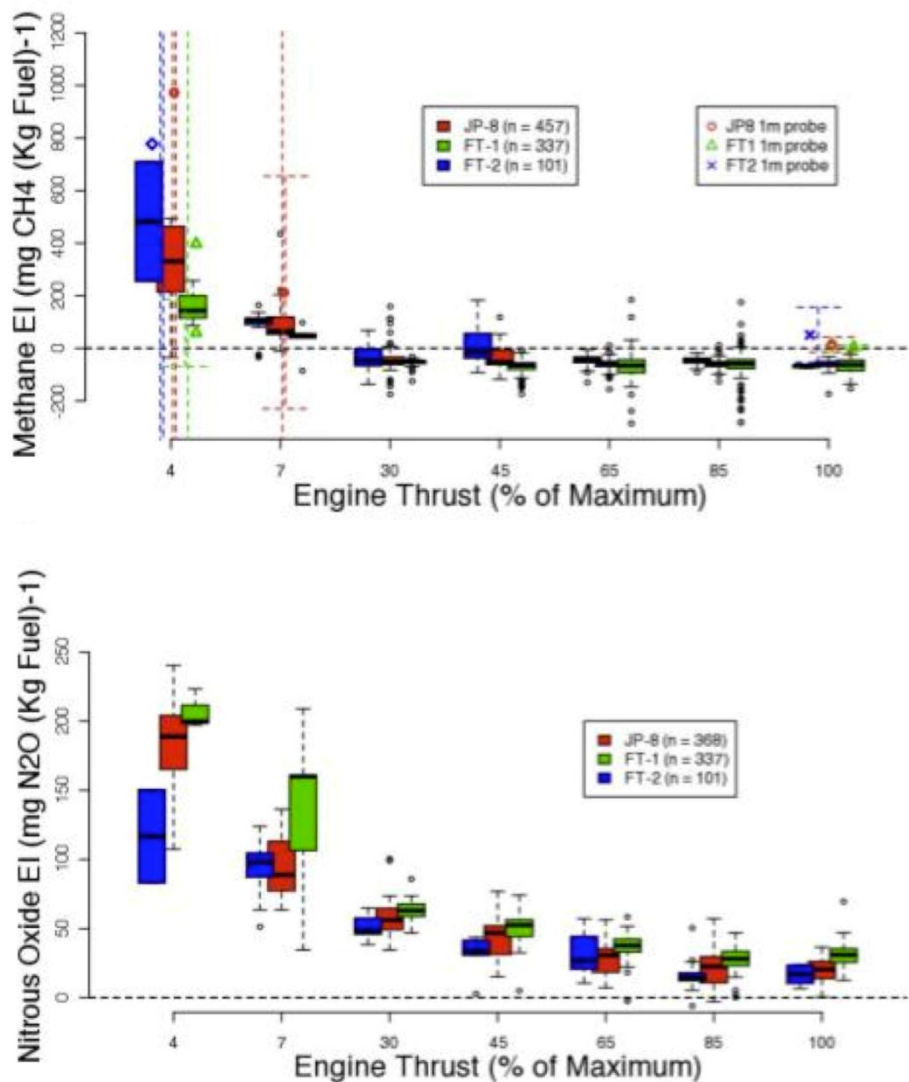 Methane EI (mg CH4 (Kg Fuel)-1)
1200
1000
800
600
400
200
0
-200
JP-8 (n = 457)
FT-1 (n = 337)
FT-2 (n = 101)
JP8 1m probe
FT1 1m probe
FT2 1m probe
4 7 30 45 65 85 100
Engine Thrust (% of Maximum)
Nitrous Oxide EI (mg N2O (Kg Fuel)-1)
250
200
150
100
50
0
JP-8 (n = 368)
FT-1 (n = 337)
FT-2 (n = 101)
4 7 30 45 65 85 100
Engine Thrust (% of Maximum)